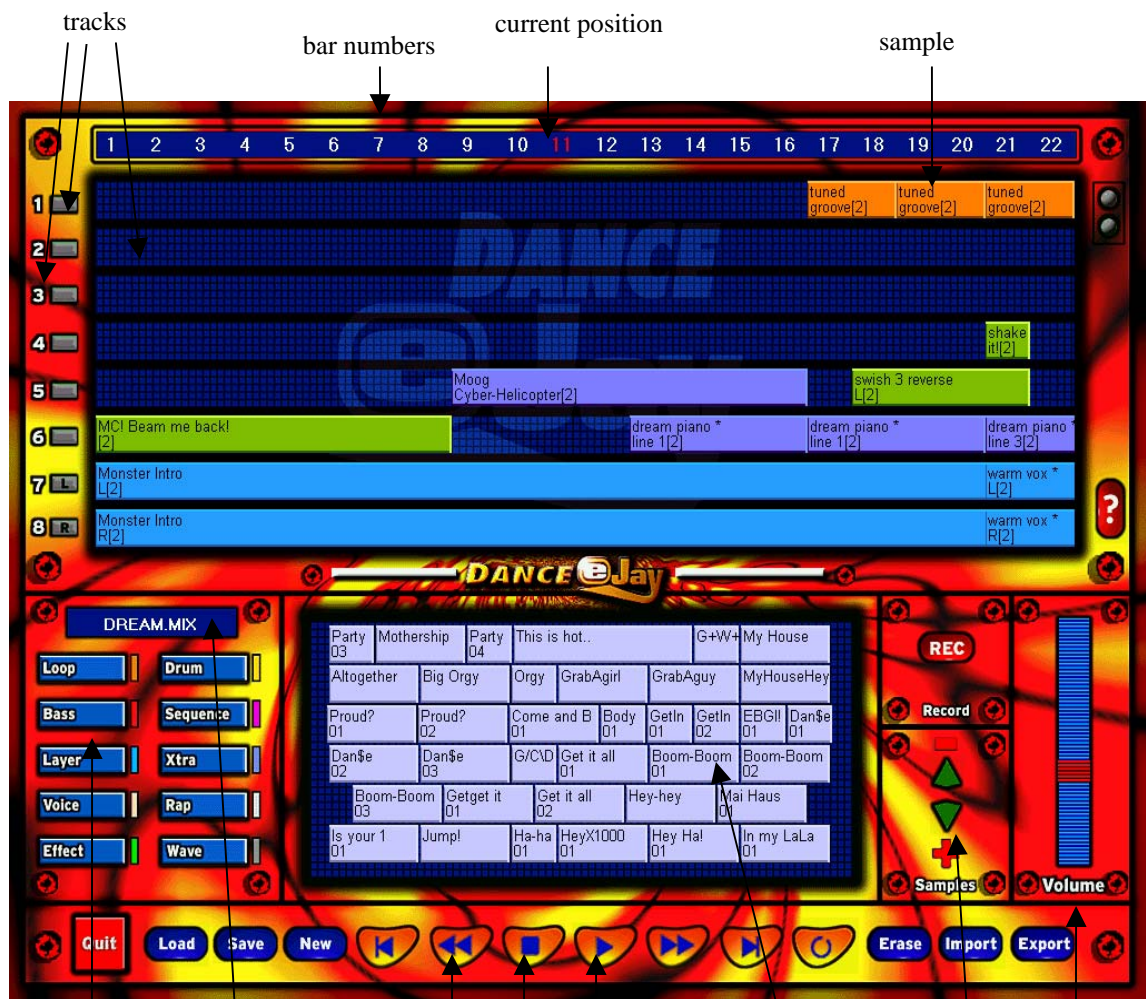 tracks
bar numbers
current position
sample
1 2 3 4 5 6 7 8 9 10 11 12 13 14 15 16 17 18 19 20 21 22
1
tuned groove[2] tuned groove[2] tuned groove[2]
DANCE eJay
2
3
4
shake it![2]
5
Moog Cyber-Helicopter[2]
swish 3 reverse L[2]
6
MC! Beam me back! [2]
dream piano * line 1[2] dream piano * line 1[2] dream piano * line 3[2]
7 L
Monster Intro L[2]
warm vox * L[2]
8 R
Monster Intro R[2]
warm vox * R[2]
?
DANCE eJay
DREAM.MIX
Loop Drum
Bass Sequence
Layer Xtra
Voice Rap
Effect Wave
Party 03 Mothership Party 04 This is hot.. G+W+ My House
Altogether Big Orgy Orgy GrabAgirl GrabAguy MyHouseHey
Proud? 01 Proud? 02 Come and B 01 Body 01 GetIn 01 GetIn 02 EBGI! 01 Dan$e 01
Dan$e 02 Dan$e 03 G/C\D Get it all 01 Boom-Boom 01 Boom-Boom 02
Boom-Boom 03 Getget it 01 Get it all 02 Hey-hey Mai Haus 01
Is your 1 01 Jump! Ha-ha 01 HeyX1000 01 Hey Ha! 01 In my LaLa 01
REC
Record
Samples
Volume
Quit Load Save New Erase Import Export